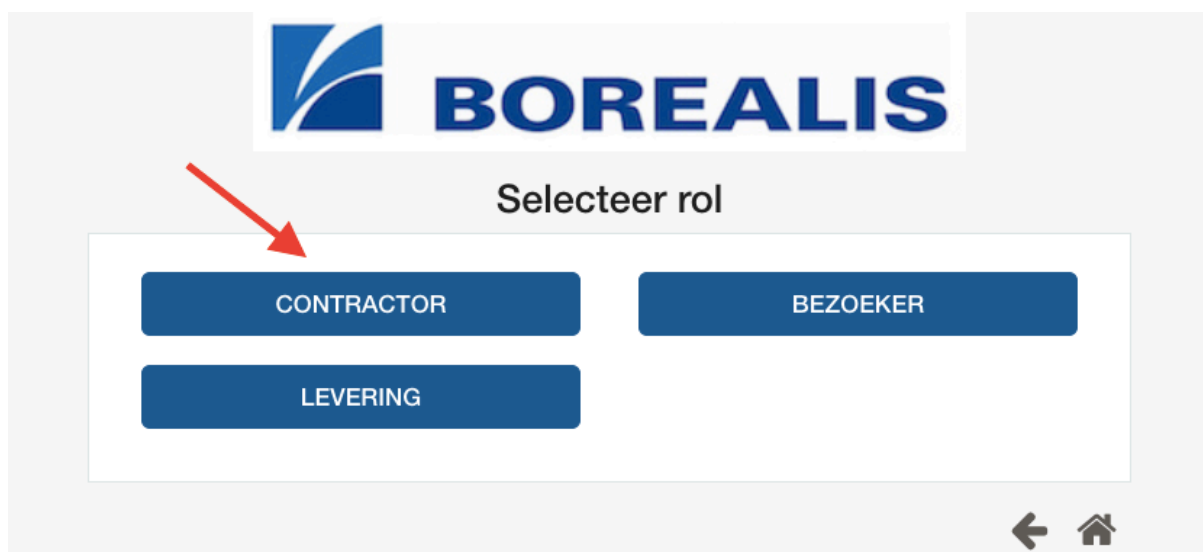 BOREALIS
Selecteer rol
CONTRACTOR
BEZOEKER
LEVERING